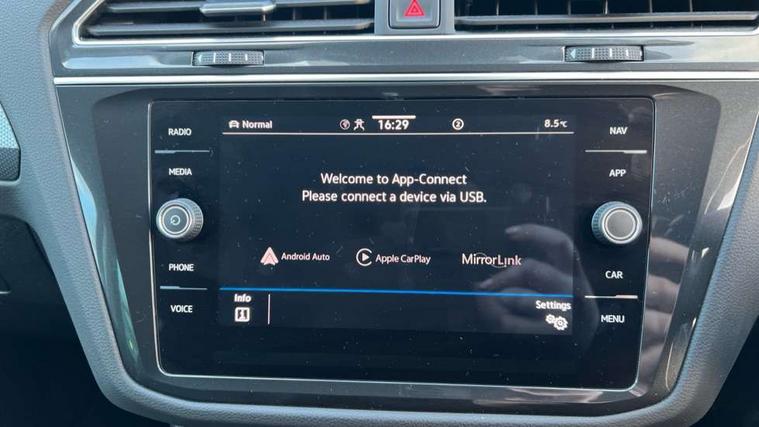 RADIO
MEDIA
PHONE
VOICE
Normal 16:29 2 8.5°C
Welcome to App-Connect
Please connect a device via USB.
Android Auto Apple CarPlay MirrorLink
Info
Settings
NAV
APP
CAR
MENU